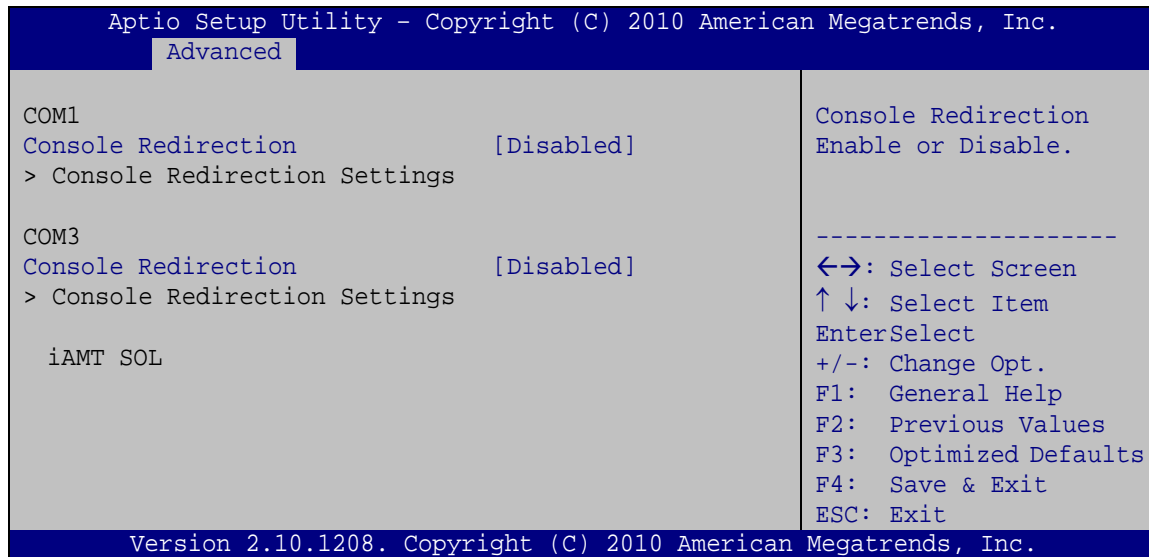 Aptio Setup Utility – Copyright (C) 2010 American Megatrends, Inc.
Advanced
COM1
Console Redirection [Disabled]
> Console Redirection Settings
COM3
Console Redirection [Disabled]
> Console Redirection Settings
iAMT SOL
Console Redirection
Enable or Disable.
---------------------
←→: Select Screen
↑ ↓: Select Item
EnterSelect
+/-: Change Opt.
F1: General Help
F2: Previous Values
F3: Optimized Defaults
F4: Save & Exit
ESC: Exit
Version 2.10.1208. Copyright (C) 2010 American Megatrends, Inc.